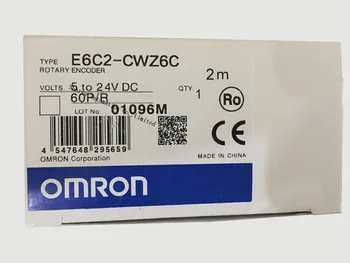 TYPE E6C2-CWZ6C
ROTARY ENCODER 2m
VOLTS. 5 to 24V DC QTY.
60P/R 1
LOT No. 01096M
Ro
4 547648 295659
OMRON Corporation
CE
MADE IN CHINA
OMRON